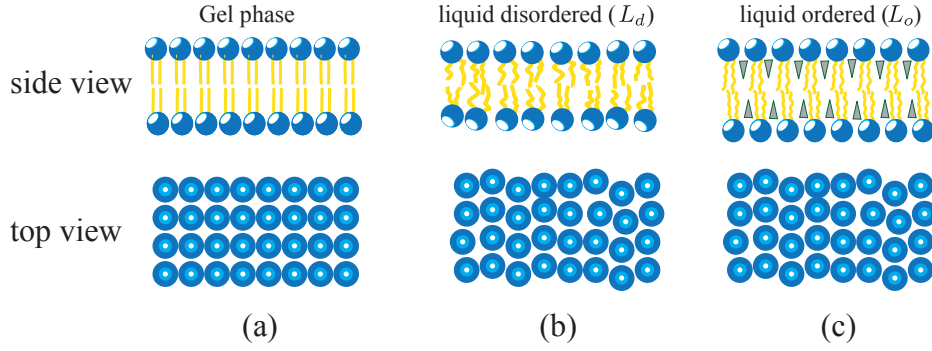 Gel phase
liquid disordered (L_d)
liquid ordered (L_o)
side view
top view
(a)
(b)
(c)